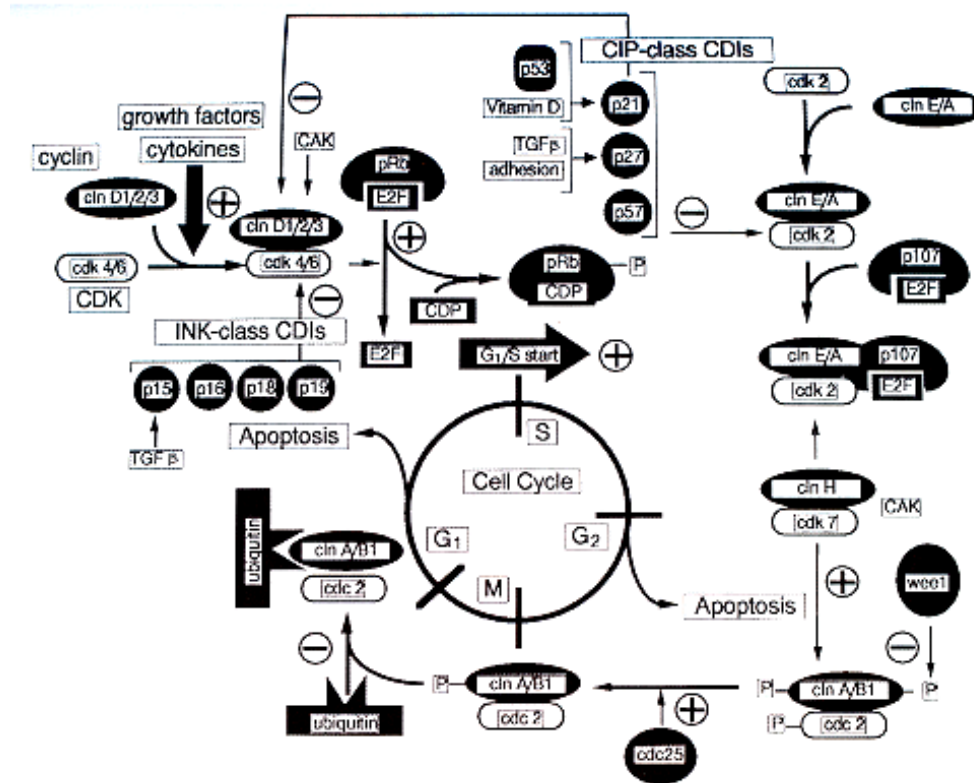 CIP-class CDIs
p53
Vitamin D
p21
cdk 2
cln E/A
growth factors
cytokines
CAK
TGFβ
adhesion
p27
p57
pRb
E2F
cyclin
cln D1/2/3
cln D1/2/3
cdk 4/6
cdk 4/6
CDK
cln E/A
cdk 2
pRb
P
CDP
CDP
p107
E2F
INK-class CDIs
E2F
G1/S start
cln E/A
p107
cdk 2
E2F
p15
p16
p18
p19
TGF β
Apoptosis
S
Cell Cycle
G1
G2
M
cln H
cdk 7
CAK
ubiquitin
cln A/B1
cdc 2
Apoptosis
wee1
P
cln A/B1
cdc 2
P
cln A/B1
P
P
cdc 2
ubiquitin
cdc25